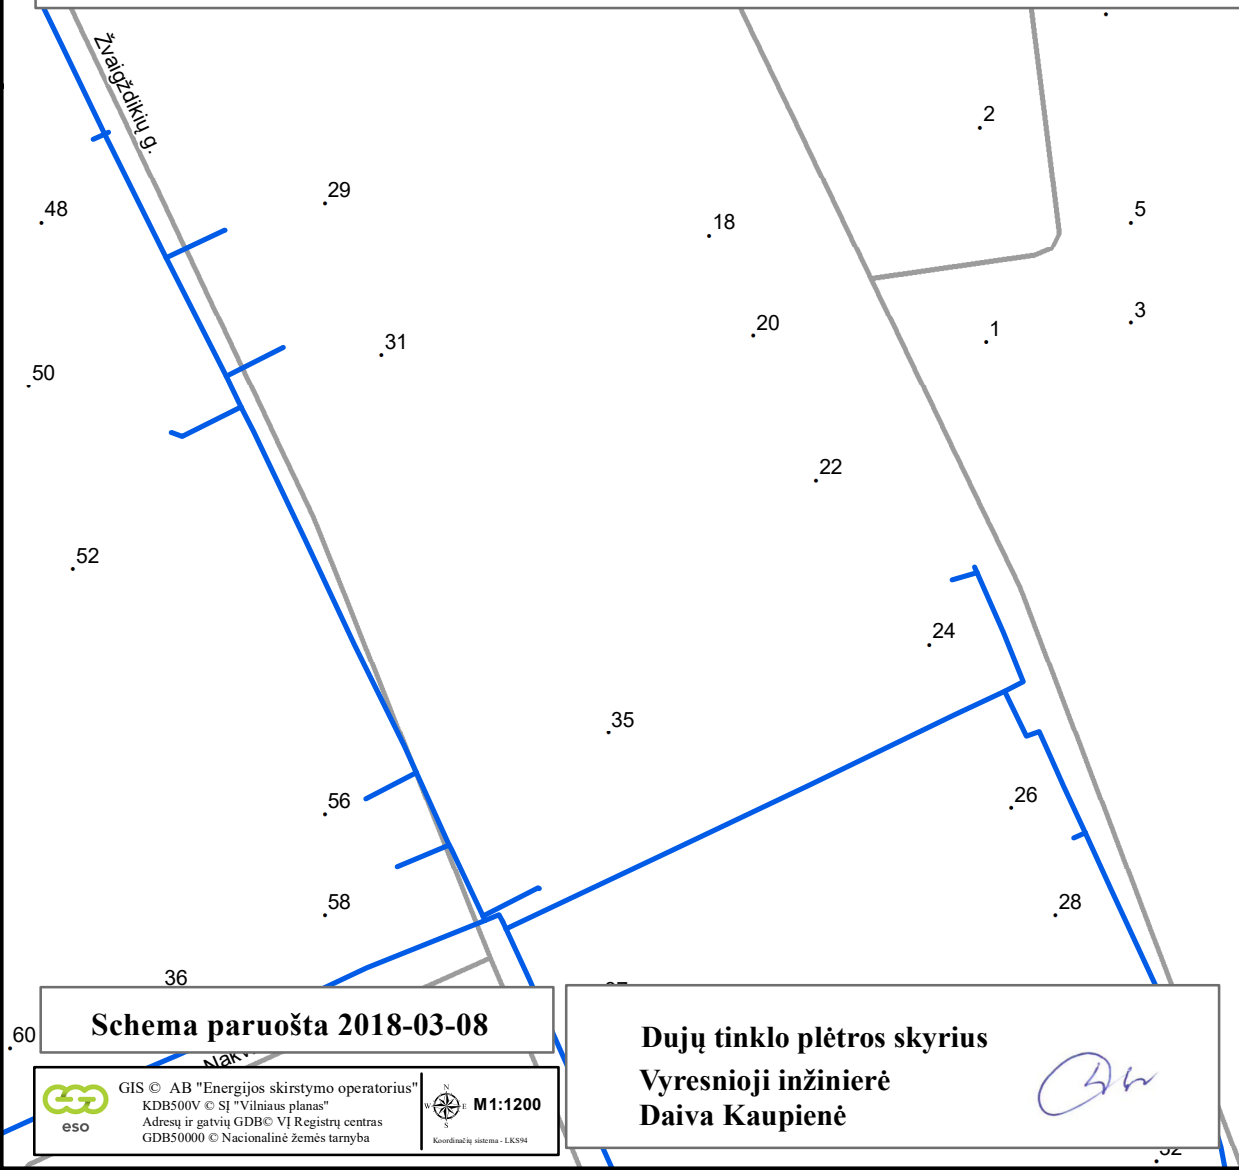 Žvaigždikių g.
2
29
48
18
5
20
3
31
1
50
22
52
24
35
56
26
58
28
36
60
Schema paruošta 2018-03-08
GIS © AB "Energijos skirstymo operatorius"
KDB500V © SĮ "Vilniaus planas"
Adresų ir gatvių GDB© VĮ Registrų centras
GDB50000 © Nacionalinė žemės tarnyba
eso
N
W E
S
M1:1200
Koordinačių sistema - LKS94
Dujų tinklo plėtros skyrius
Vyresnioji inžinierė
Daiva Kaupienė